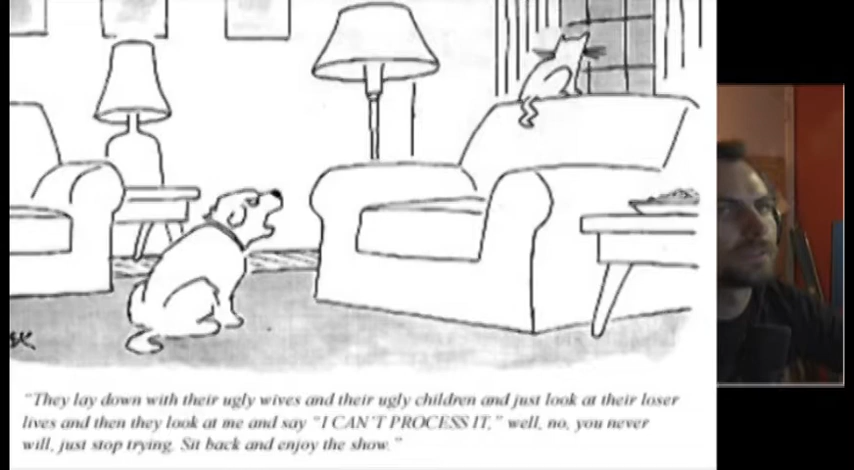 SK
"They lay down with their ugly wives and their ugly children and just look at their loser
lives and then they look at me and say "I CAN'T PROCESS IT," well, no, you never
will, just stop trying. Sit back and enjoy the show."